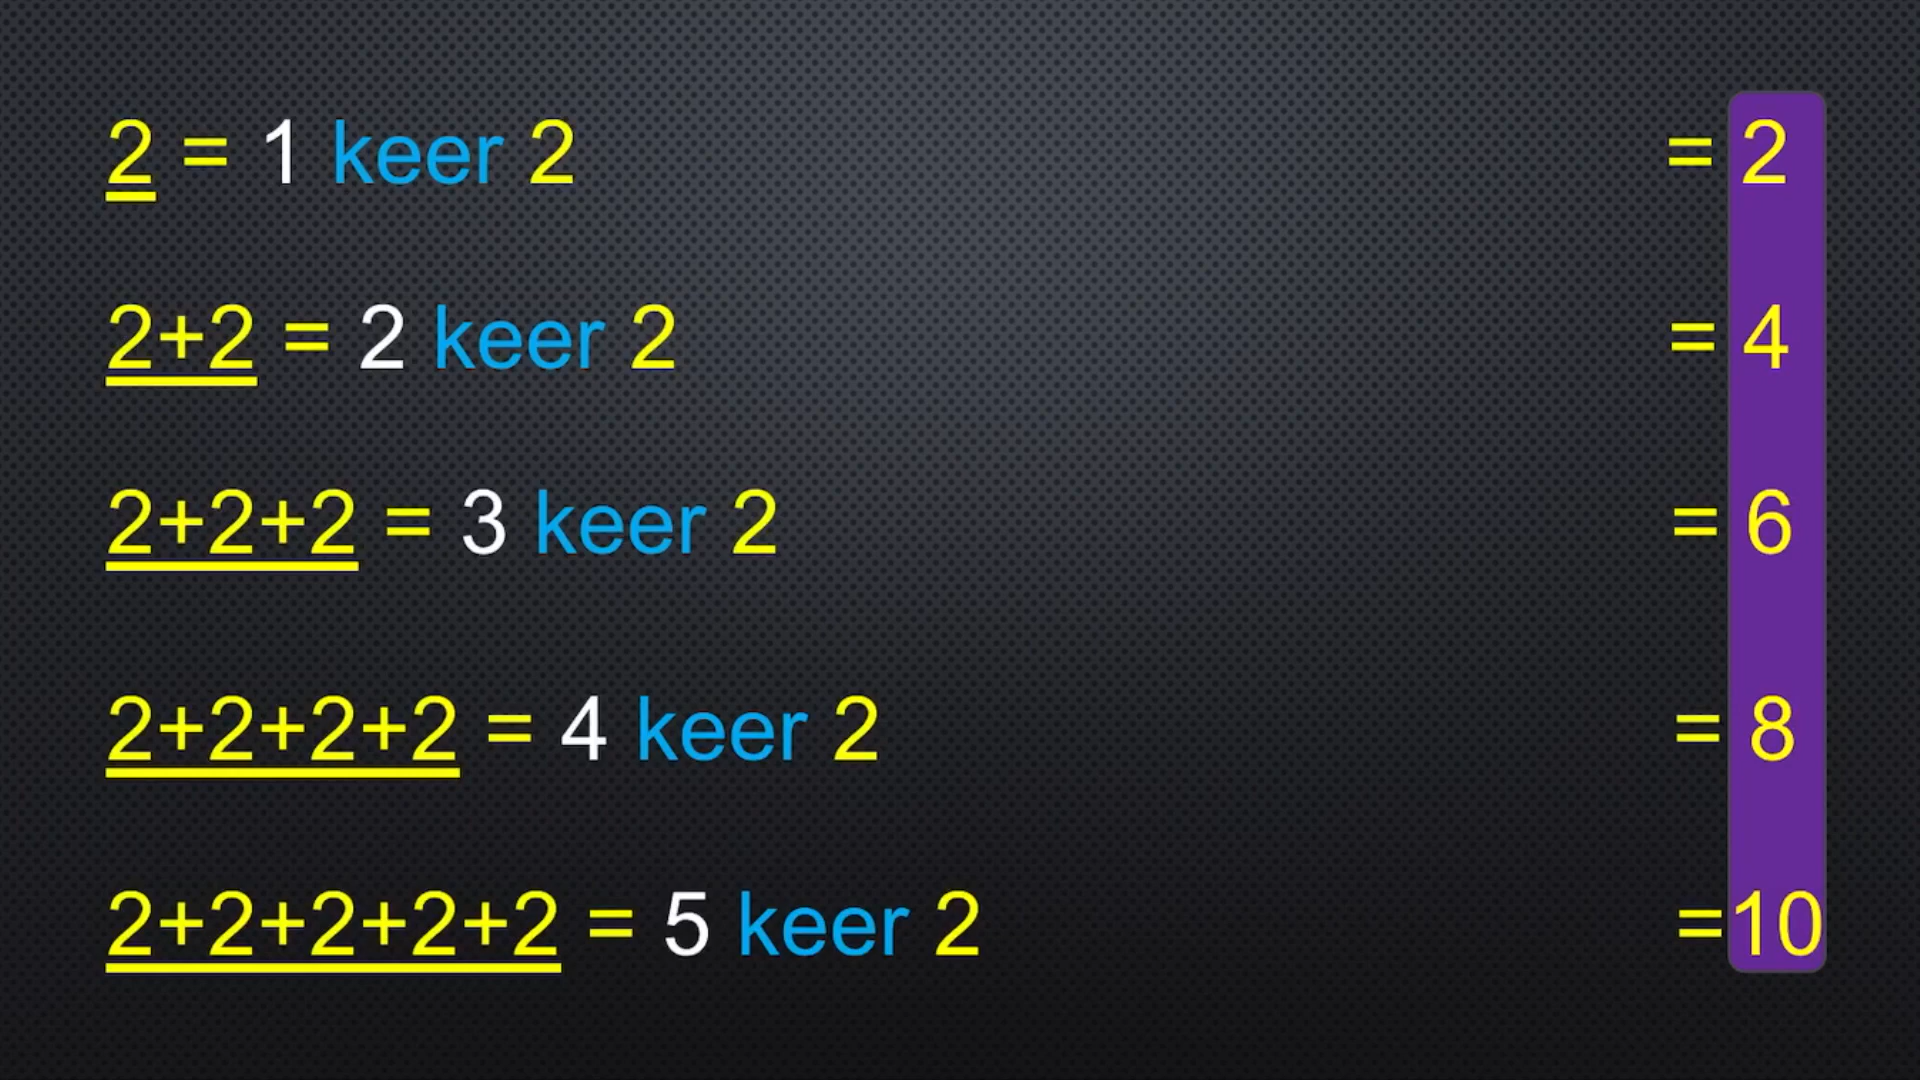 2 = 1 keer 2 = 2
2+2 = 2 keer 2 = 4
2+2+2 = 3 keer 2 = 6
2+2+2+2 = 4 keer 2 = 8
2+2+2+2+2 = 5 keer 2 =10